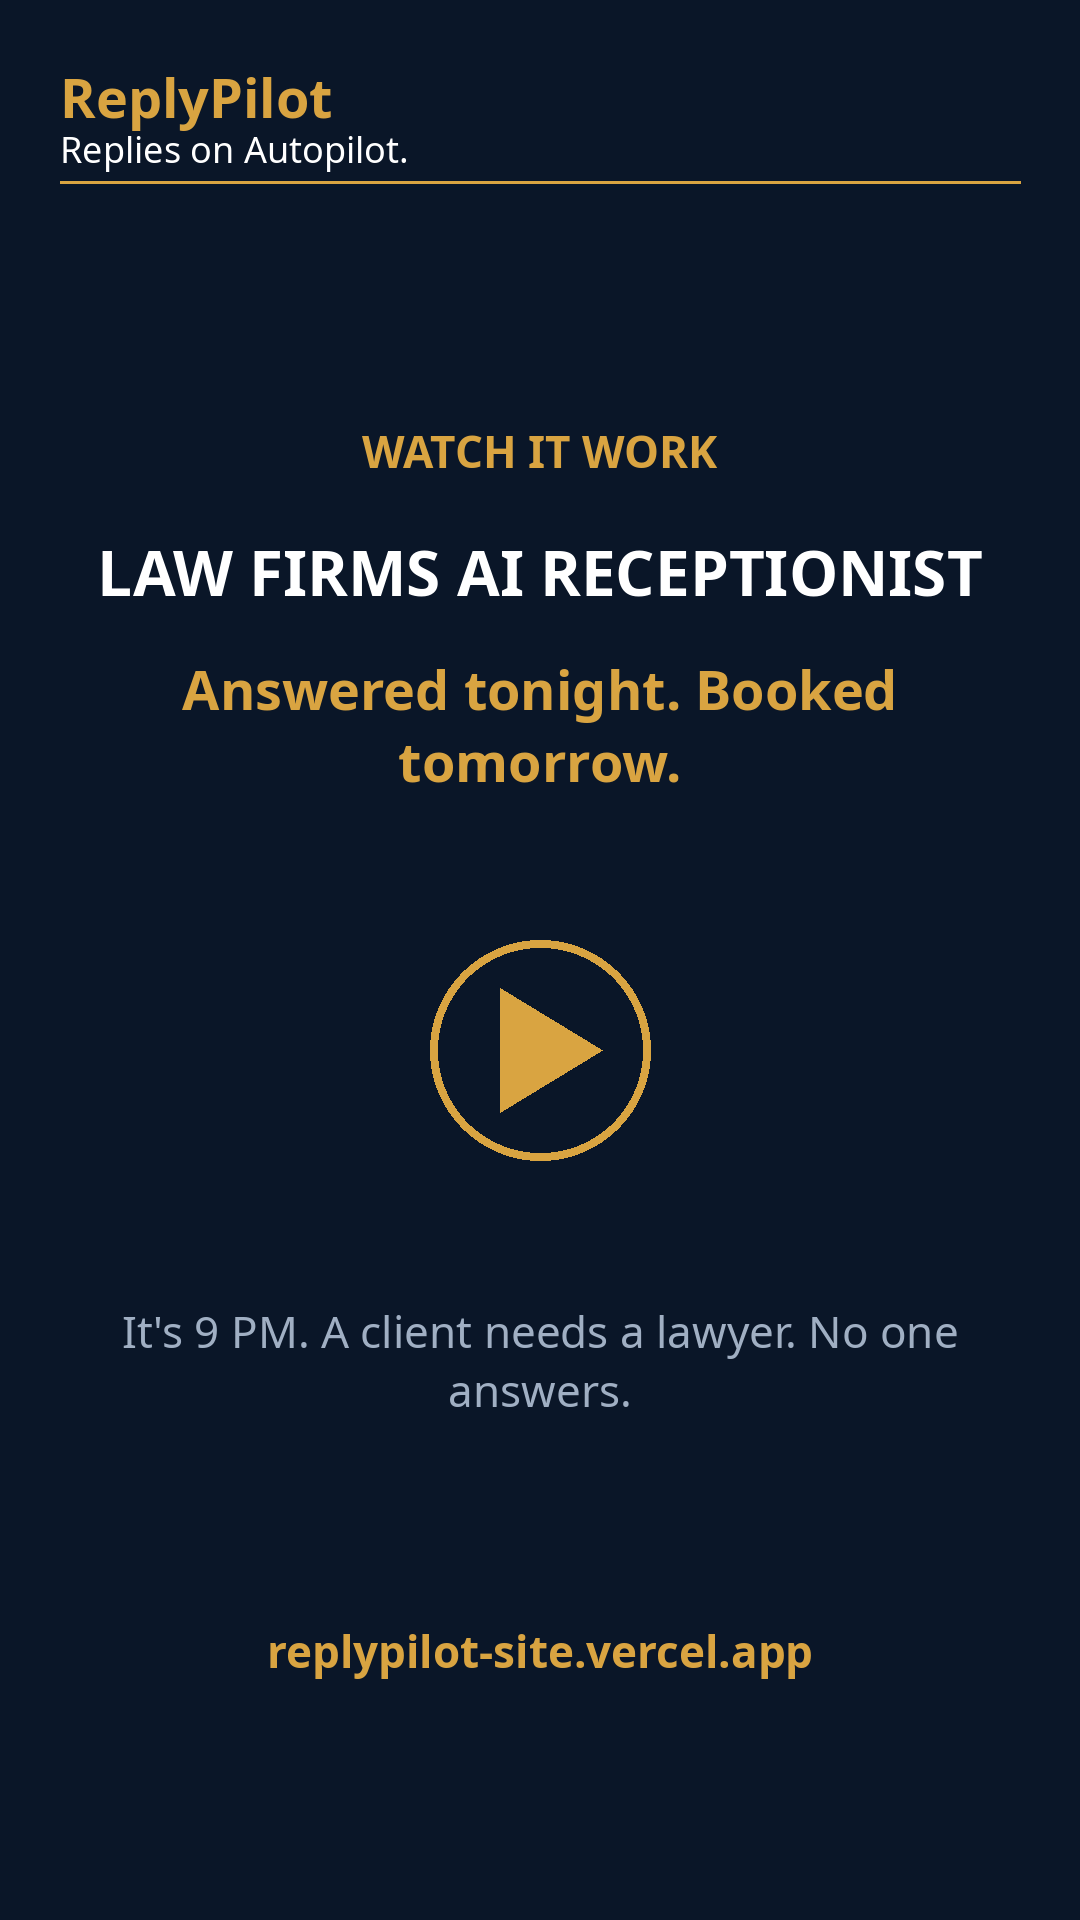 ReplyPilot
Replies on Autopilot.
WATCH IT WORK
LAW FIRMS AI RECEPTIONIST
Answered tonight. Booked
tomorrow.
It's 9 PM. A client needs a lawyer. No one
answers.
replypilot-site.vercel.app